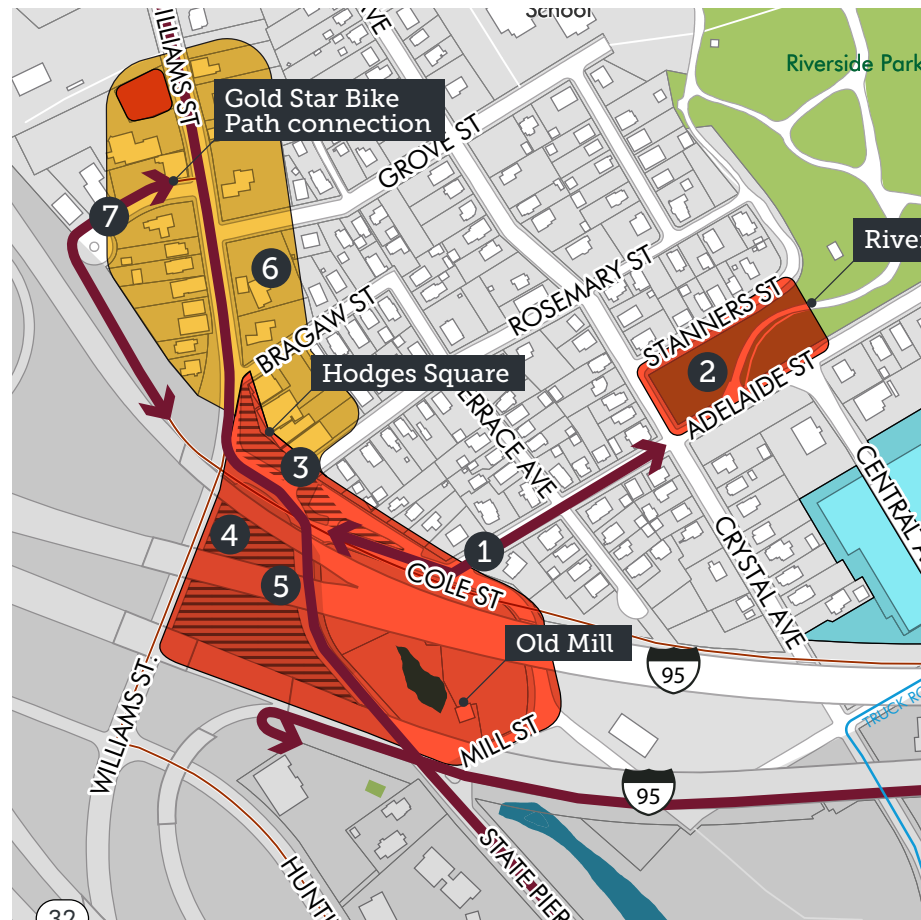 School
AVE
WILLIAMS ST
Riverside Park
Gold Star Bike
Path connection
GROVE ST
7
6
ROSEMARY ST
BRAGAW ST
STANNERS ST
2
ADELAIDE ST
Hodges Square
TERRACE AVE
3
4
1
5
COLE ST
CENTRAL
CRYSTAL AVE
Old Mill
95
WILLIAMS ST.
MILL ST
TRUCK
95
STATE PIER
HUNTI
32